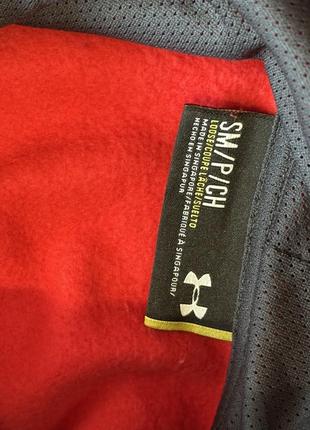 SM/P/CH
LOOSE/COUPE LÂCHE/SUELTO
MADE IN SINGAPORE/FABRIQUÉ À SINGAPOUR/
HECHO EN SINGAPUR